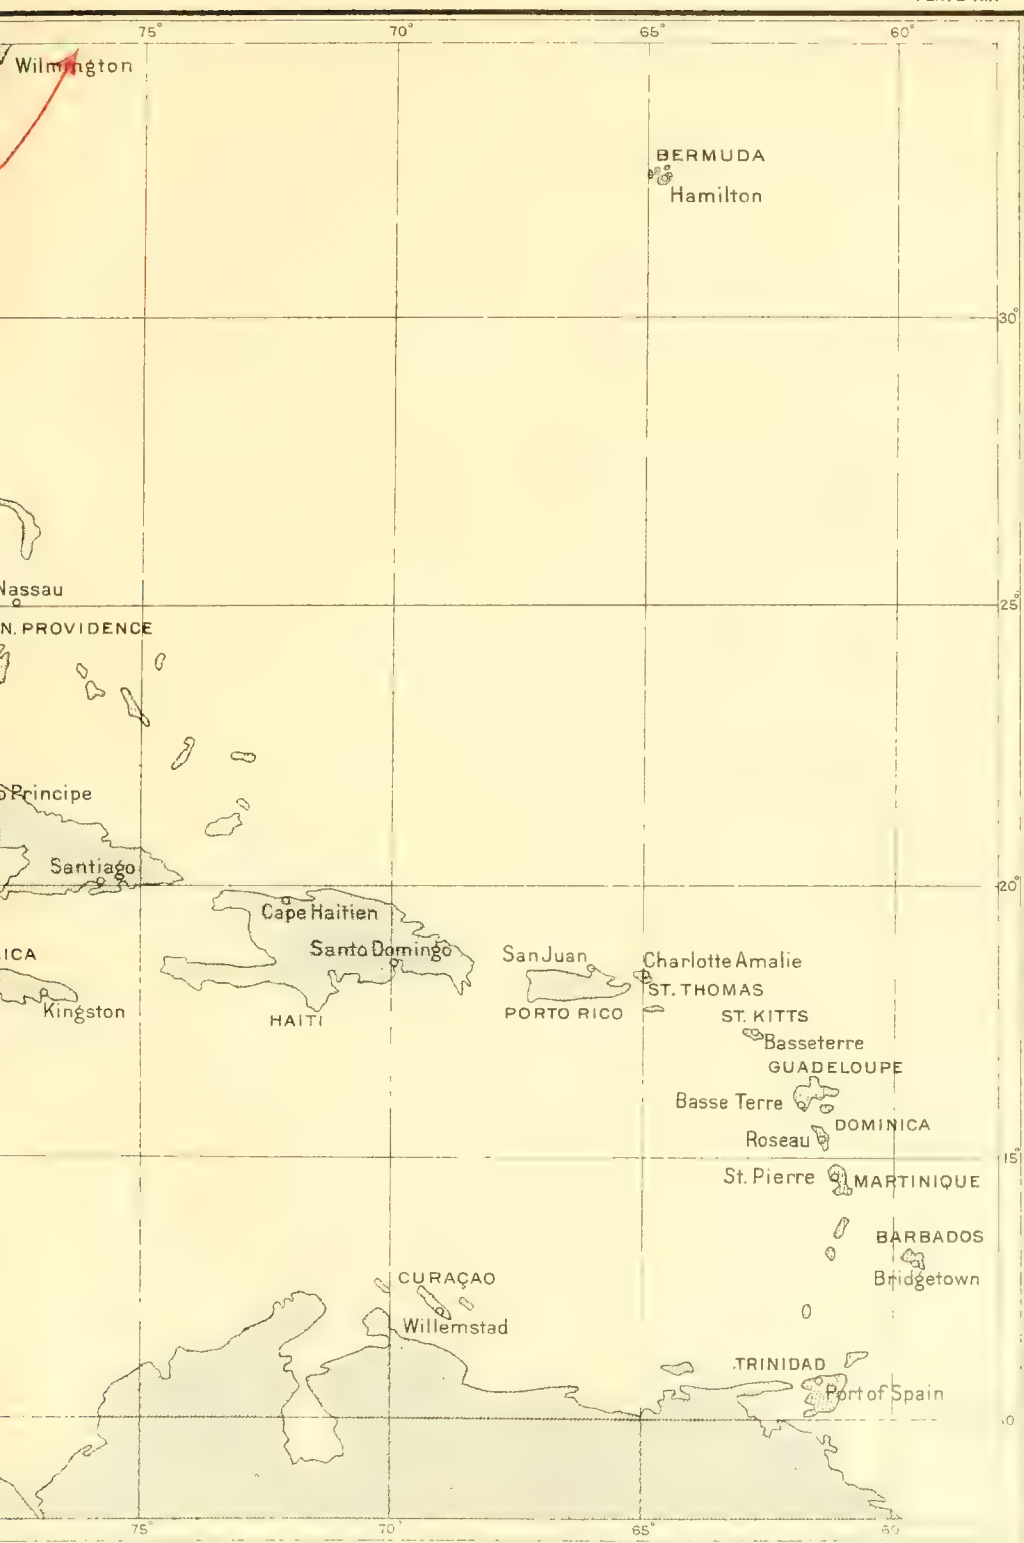 75° 70° 65° 60°
Wilmington
BERMUDA
Hamilton
30°
Nassau
25°
N. PROVIDENCE
Principe
Santiago
20°
Cape Haitien
Santo Domingo
ICA
San Juan
Charlotte Amalie
Kingston
ST. THOMAS
HAITI
PORTO RICO
ST. KITTS
Basseterre
GUADELOUPE
Basse Terre
DOMINICA
Roseau
15°
St. Pierre
MARTINIQUE
BARBADOS
CURAÇAO
Bridgetown
Willemstad
TRINIDAD
Port of Spain
75° 70° 65° 60